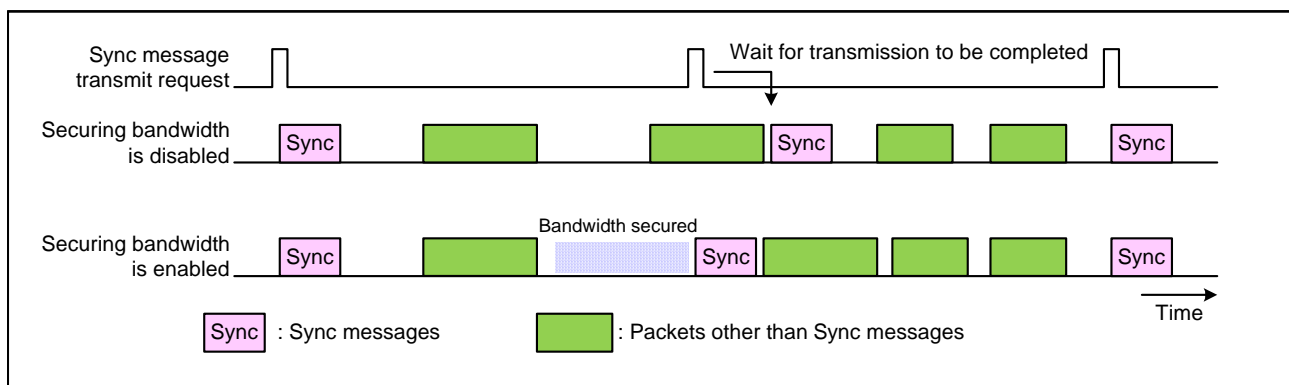 Sync message
transmit request
Wait for transmission to be completed
Securing bandwidth
is disabled
Sync
Sync
Sync
Securing bandwidth
is enabled
Bandwidth secured
Sync
Sync
Sync
Time
Sync : Sync messages
: Packets other than Sync messages